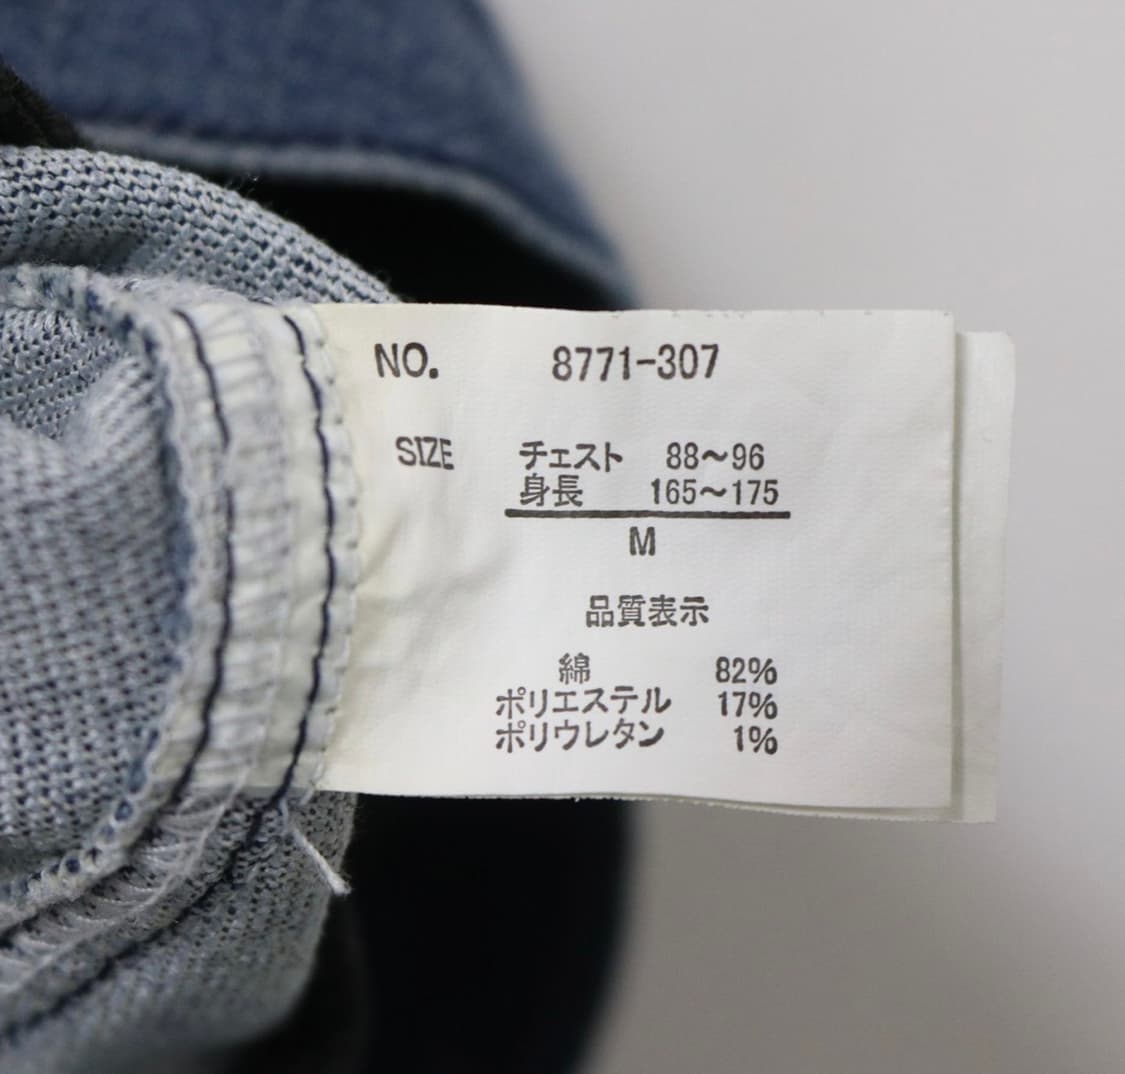 NO. 8771-307
SIZE チェスト 88〜96
身長 165〜175
M
品質表示
綿 82%
ポリエステル 17%
ポリウレタン 1%